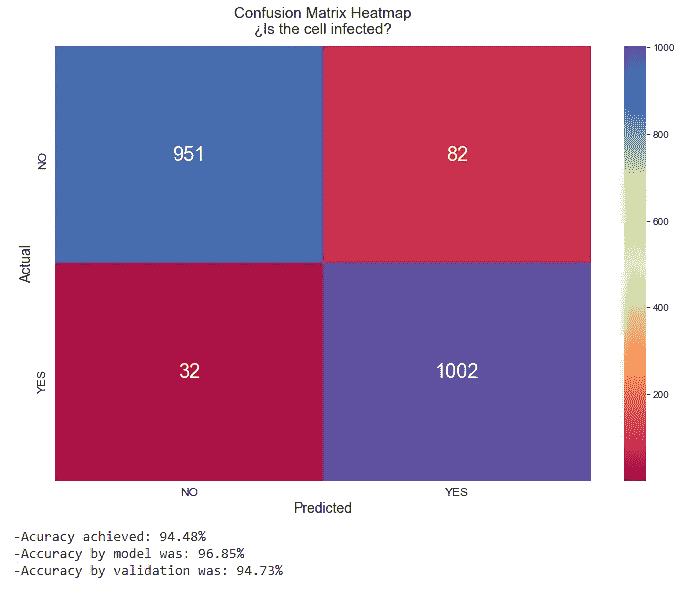 Confusion Matrix Heatmap
¿Is the cell infected?
1000
951
82
800
NO
600
Actual
400
32
1002
YES
200
NO
YES
Predicted
-Acuracy achieved: 94.48%
-Accuracy by model was: 96.85%
-Accuracy by validation was: 94.73%